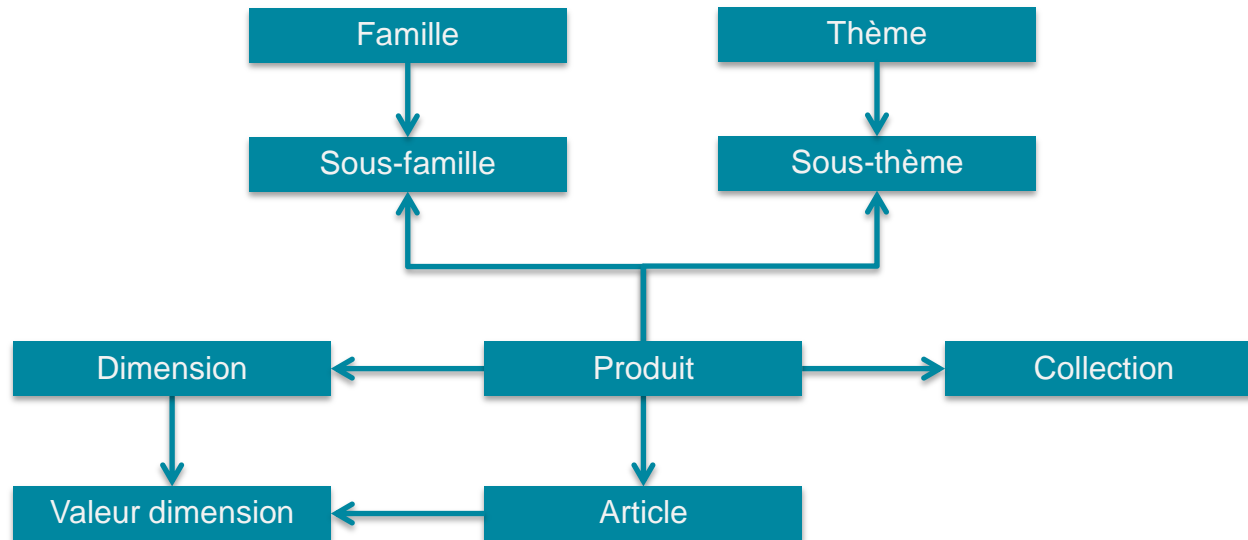 Famille
Thème
Sous-famille
Sous-thème
Dimension
Produit
Collection
Valeur dimension
Article